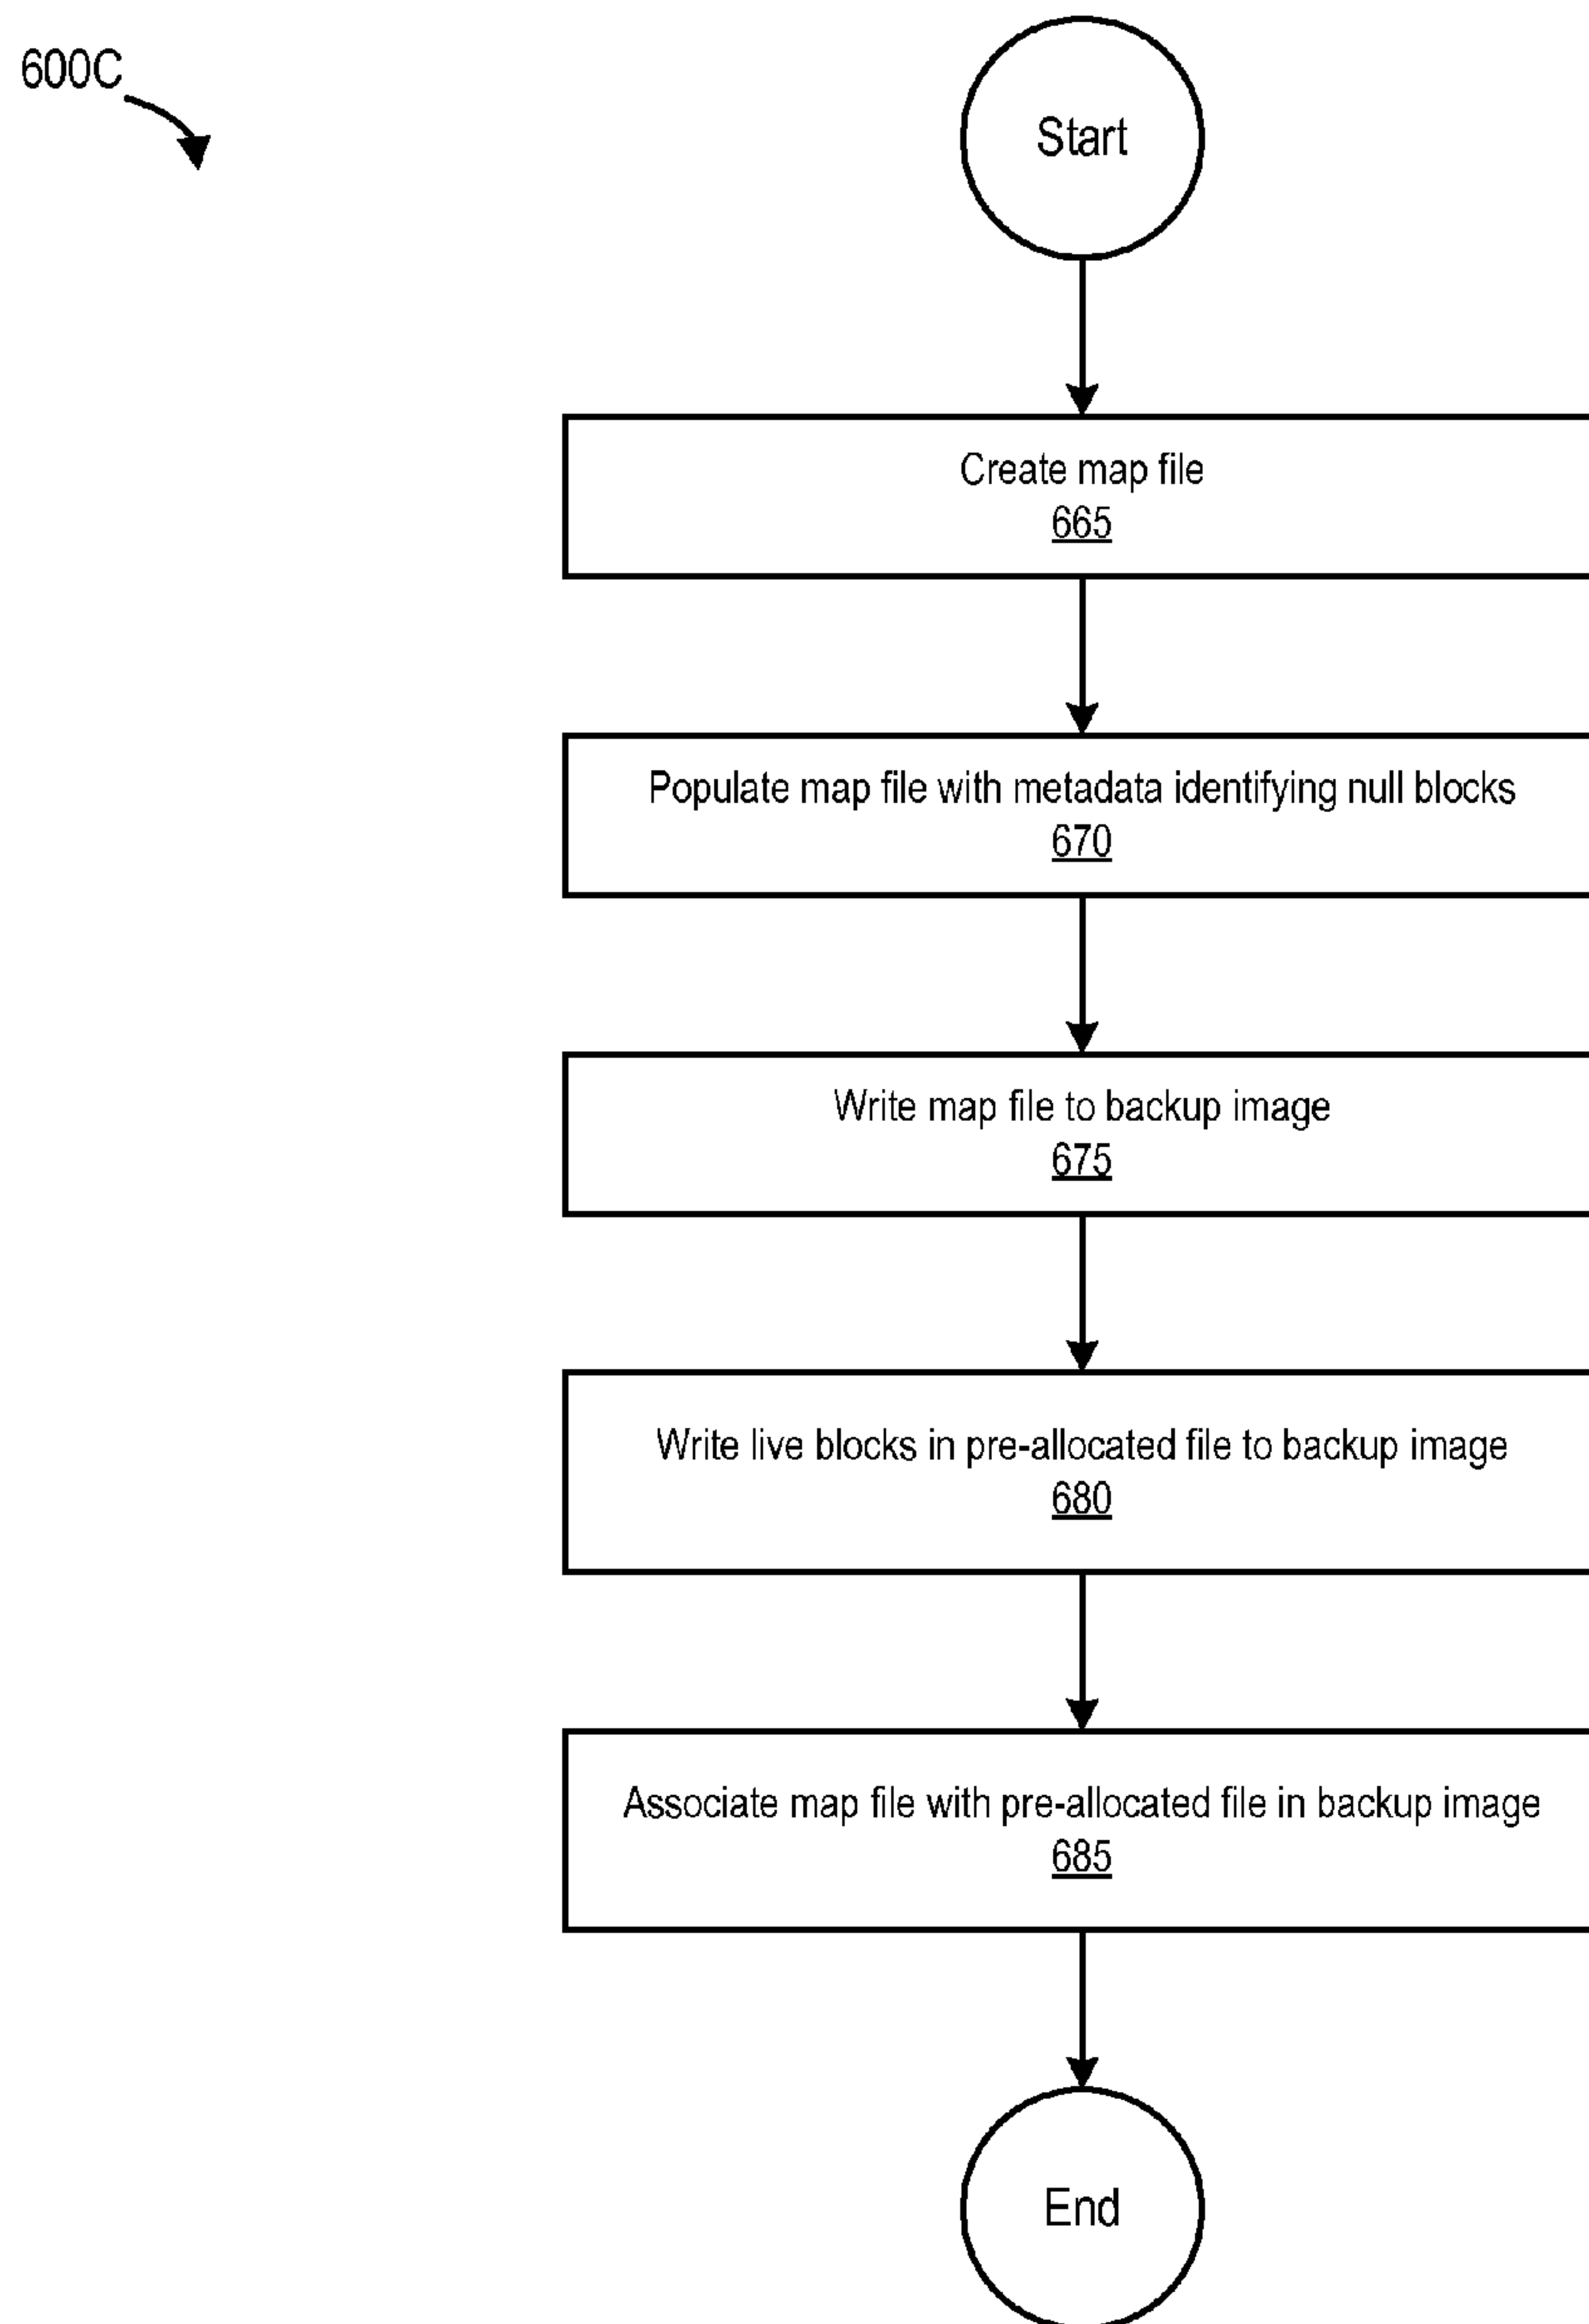 600C
Start
Create map file
665
Populate map file with metadata identifying null blocks
670
Write map file to backup image
675
Write live blocks in pre-allocated file to backup image
680
Associate map file with pre-allocated file in backup image
685
End